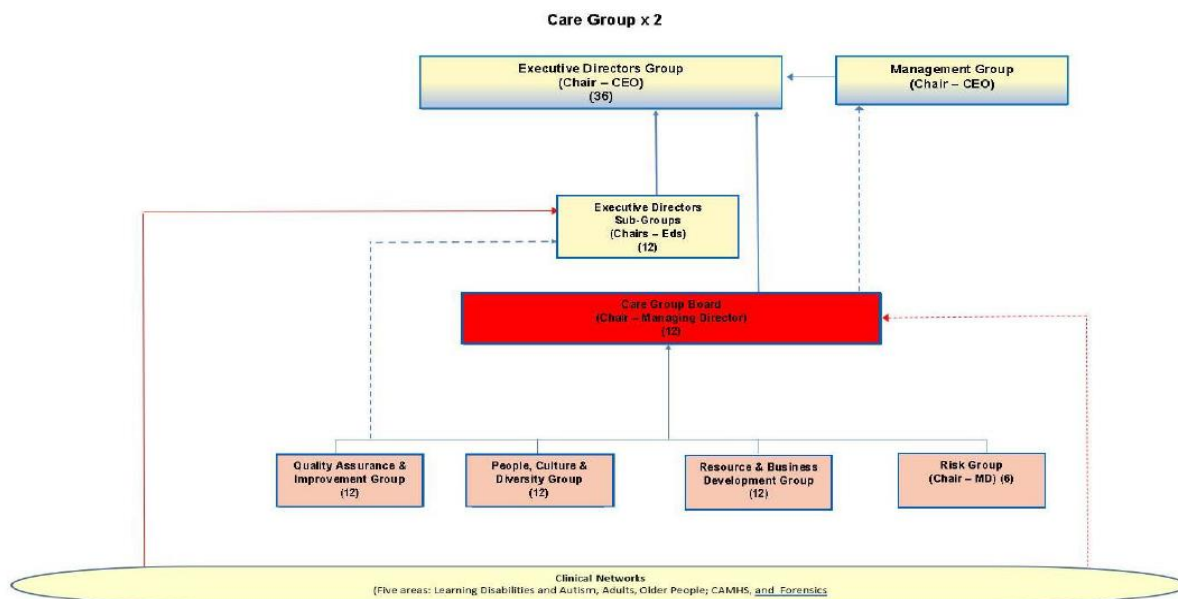 Care Group x 2
Executive Directors Group
(Chair – CEO)
(36)
Management Group
(Chair – CEO)
Executive Directors
Sub-Groups
(Chairs – Eds)
(12)
Care Group Board
(Chair – Managing Director)
(12)
Quality Assurance &
Improvement Group
(12)
People, Culture &
Diversity Group
(12)
Resource & Business
Development Group
(12)
Risk Group
(Chair – MD) (6)
Clinical Networks
(Five areas: Learning Disabilities and Autism, Adults, Older People; CAMHS, and Forensics